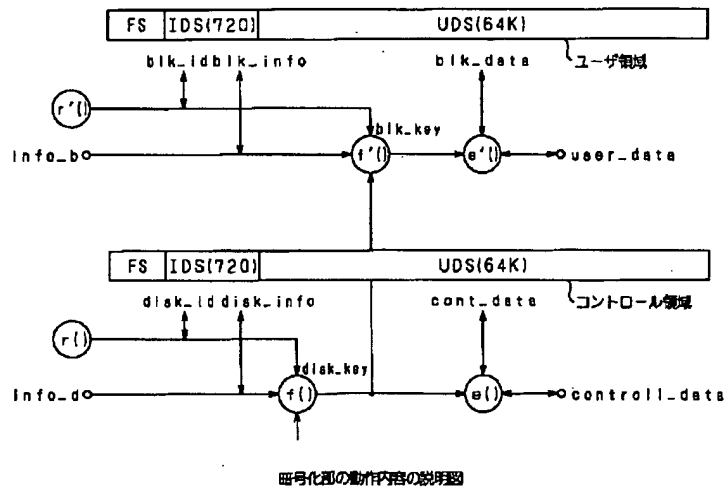 FS IDS(720) UDS(64K)
blk_id blk_info blk_data ユーザ領域
r'()
blk_key
info_b f'() e'() user_data
FS IDS(720) UDS(64K)
disk_id disk_info cont_data コントロール領域
r()
disk_key
info_d f() e() controll_data
暗号化部の動作内容の説明図